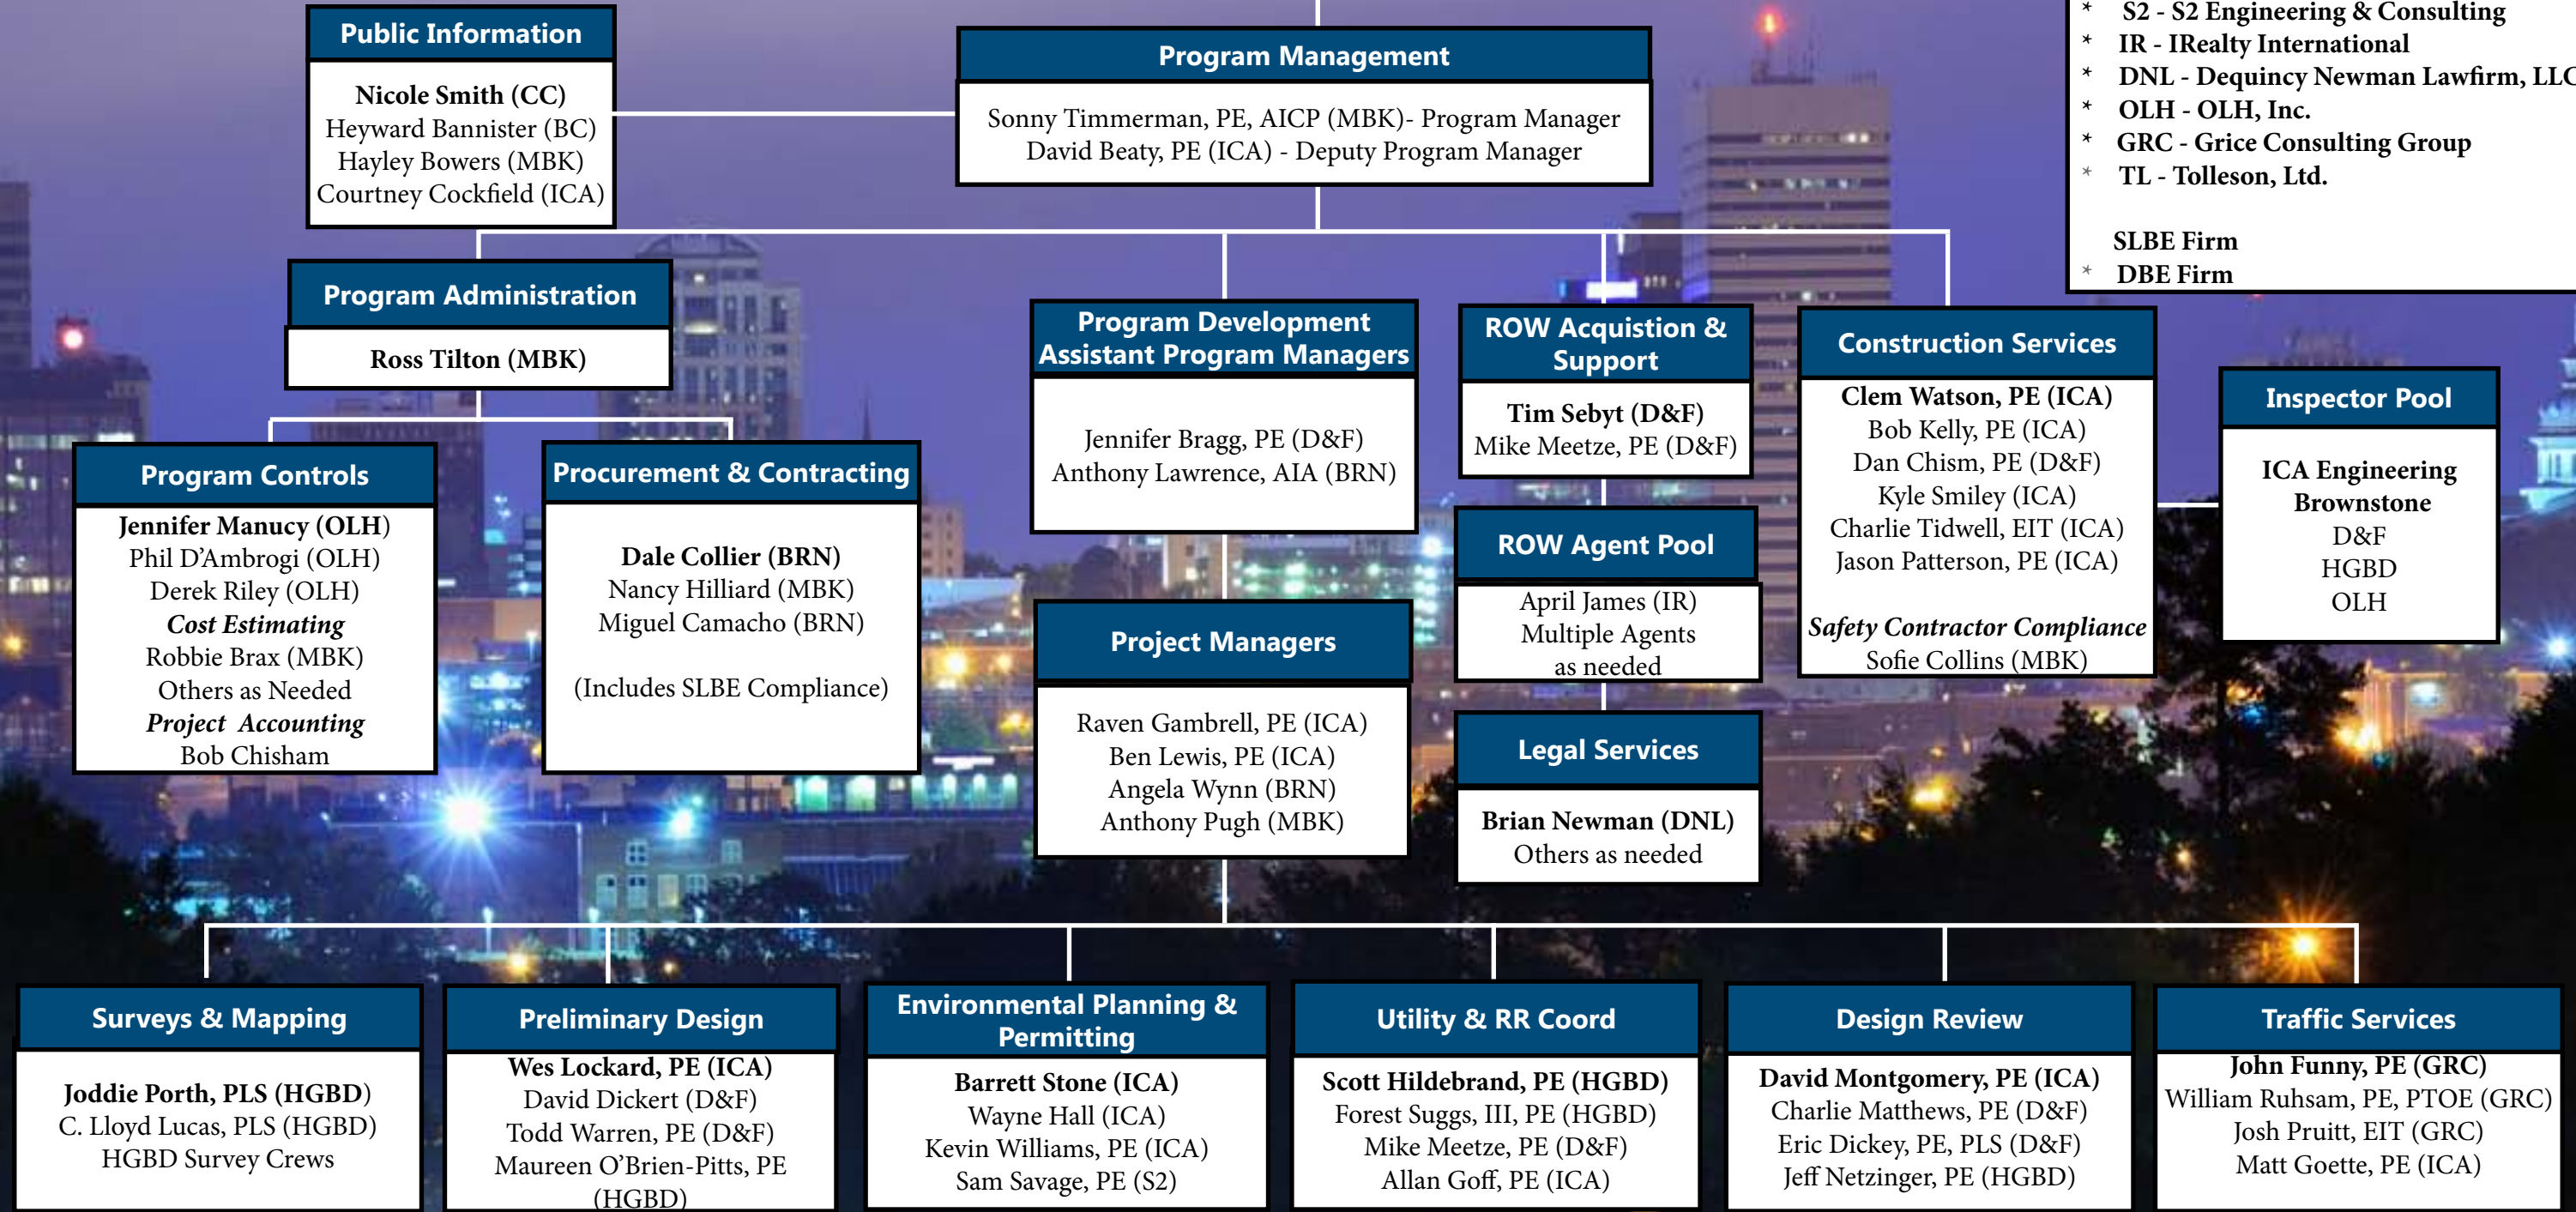 Public Information
Nicole Smith (CC)
Heyward Bannister (BC)
Hayley Bowers (MBK)
Courtney Cockfield (ICA)
Program Management
Sonny Timmerman, PE, AICP (MBK)- Program Manager
David Beaty, PE (ICA) - Deputy Program Manager
* S2 - S2 Engineering & Consulting
* IR - IRealty International
* DNL - Dequincy Newman Lawfirm, LLC
* OLH - OLH, Inc.
* GRC - Grice Consulting Group
* TL - Tolleson, Ltd.
SLBE Firm
* DBE Firm
Program Administration
Ross Tilton (MBK)
Program Controls
Jennifer Manucy (OLH)
Phil D'Ambrogi (OLH)
Derek Riley (OLH)
Cost Estimating
Robbie Brax (MBK)
Others as Needed
Project Accounting
Bob Chisham
Procurement & Contracting
Dale Collier (BRN)
Nancy Hilliard (MBK)
Miguel Camacho (BRN)
(Includes SLBE Compliance)
Program Development
Assistant Program Managers
Jennifer Bragg, PE (D&F)
Anthony Lawrence, AIA (BRN)
Project Managers
Raven Gambrell, PE (ICA)
Ben Lewis, PE (ICA)
Angela Wynn (BRN)
Anthony Pugh (MBK)
ROW Acquistion &
Support
Tim Sebyt (D&F)
Mike Meetze, PE (D&F)
ROW Agent Pool
April James (IR)
Multiple Agents
as needed
Legal Services
Brian Newman (DNL)
Others as needed
Construction Services
Clem Watson, PE (ICA)
Bob Kelly, PE (ICA)
Dan Chism, PE (D&F)
Kyle Smiley (ICA)
Charlie Tidwell, EIT (ICA)
Jason Patterson, PE (ICA)
Safety Contractor Compliance
Sofie Collins (MBK)
Inspector Pool
ICA Engineering
Brownstone
D&F
HGBD
OLH
Surveys & Mapping
Joddie Porth, PLS (HGBD)
C. Lloyd Lucas, PLS (HGBD)
HGBD Survey Crews
Preliminary Design
Wes Lockard, PE (ICA)
David Dickert (D&F)
Todd Warren, PE (D&F)
Maureen O'Brien-Pitts, PE
(HGBD)
Environmental Planning &
Permitting
Barrett Stone (ICA)
Wayne Hall (ICA)
Kevin Williams, PE (ICA)
Sam Savage, PE (S2)
Utility & RR Coord
Scott Hildebrand, PE (HGBD)
Forest Suggs, III, PE (HGBD)
Mike Meetze, PE (D&F)
Allan Goff, PE (ICA)
Design Review
David Montgomery, PE (ICA)
Charlie Matthews, PE (D&F)
Eric Dickey, PE, PLS (D&F)
Jeff Netzinger, PE (HGBD)
Traffic Services
John Funny, PE (GRC)
William Ruhsam, PE, PTOE (GRC)
Josh Pruitt, EIT (GRC)
Matt Goette, PE (ICA)